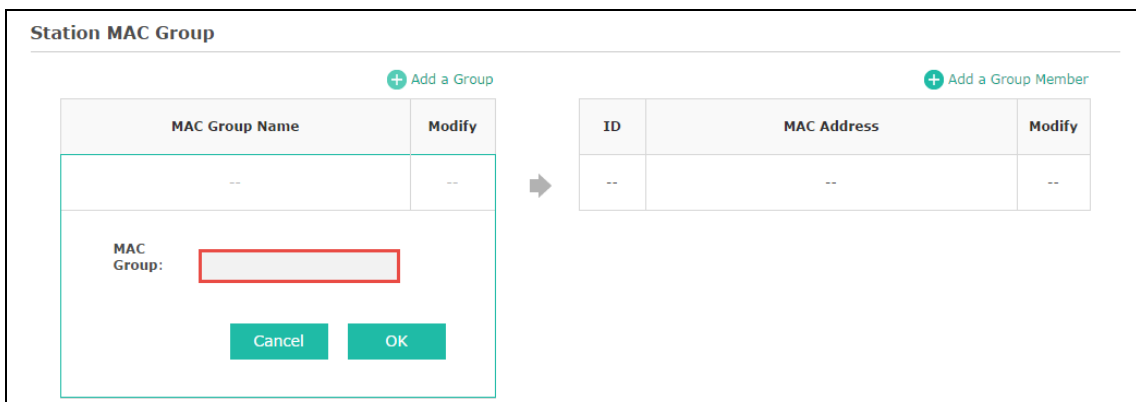 Station MAC Group
Add a Group
Add a Group Member
MAC Group Name Modify
ID MAC Address Modify
-- --
-- -- --
MAC
Group:
Cancel OK